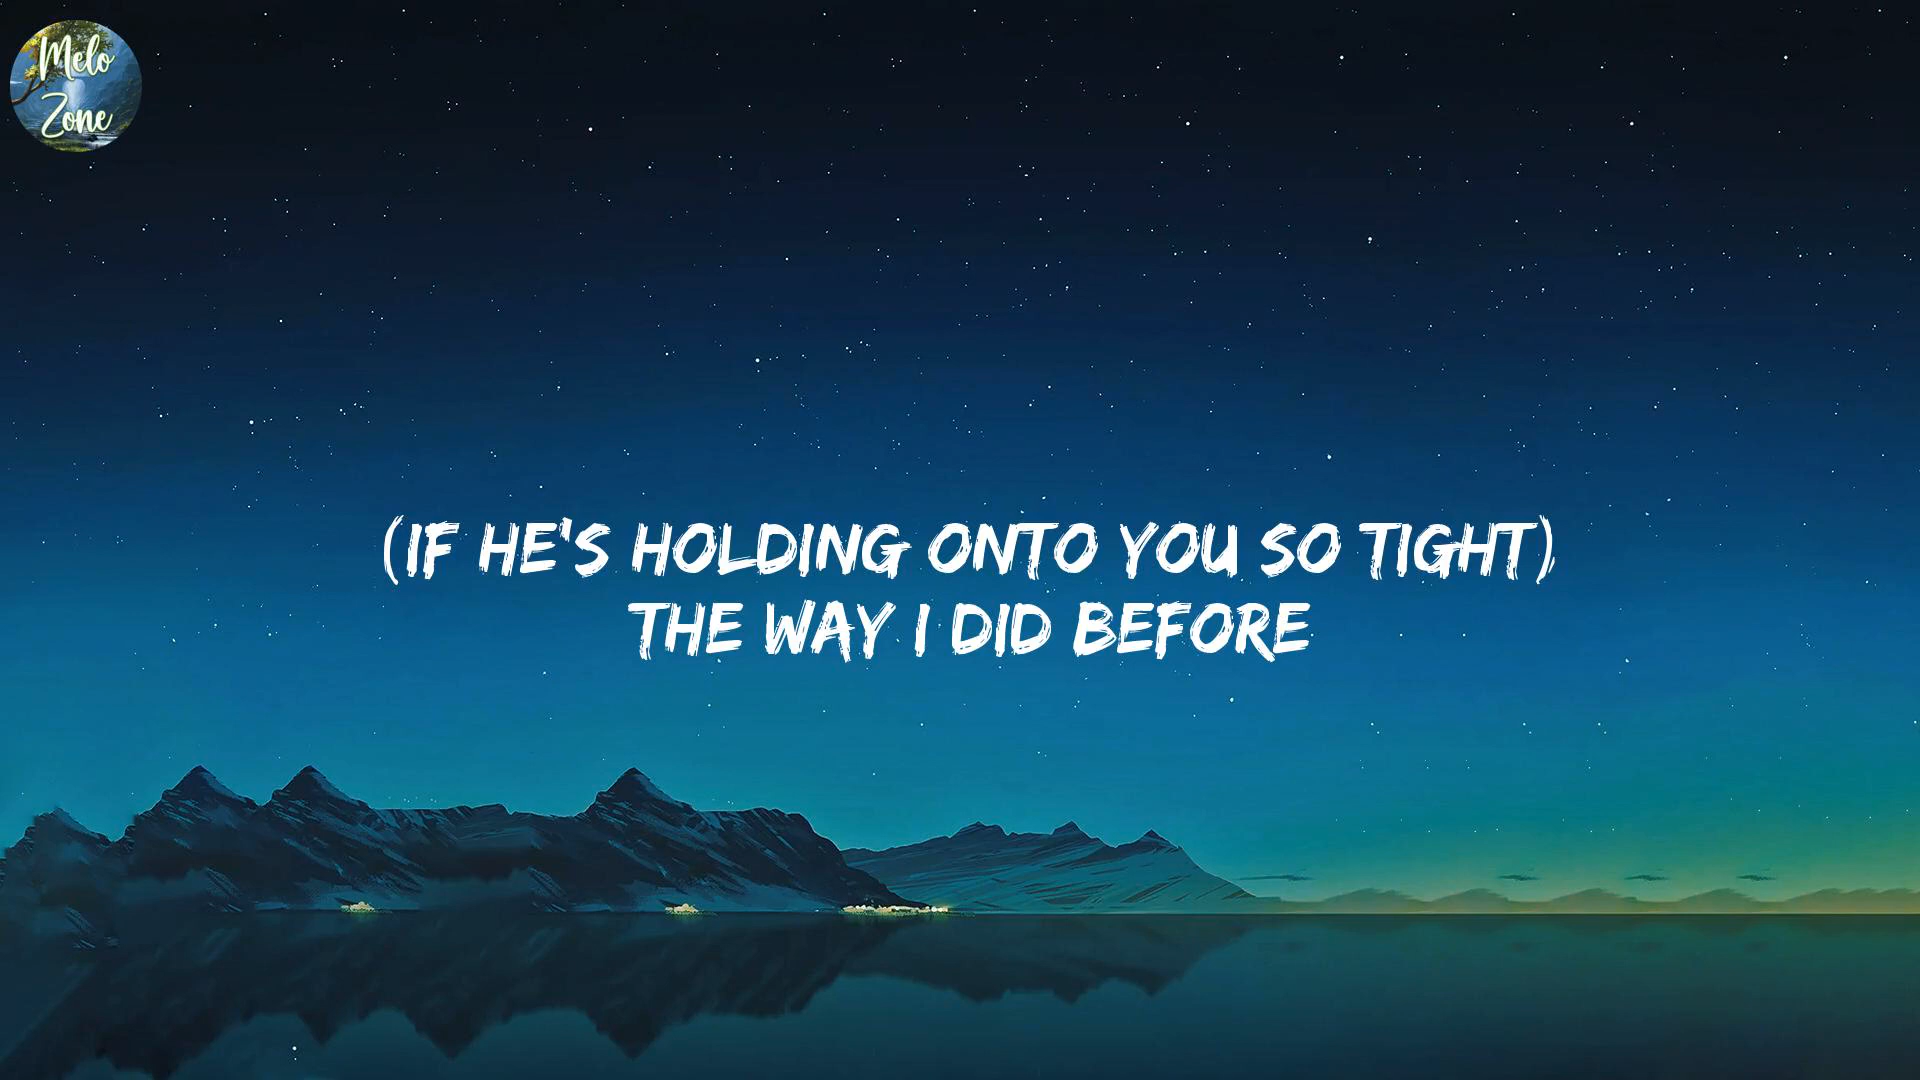 Melo
Zone
(IF HE'S HOLDING ONTO YOU SO TIGHT)
THE WAY I DID BEFORE